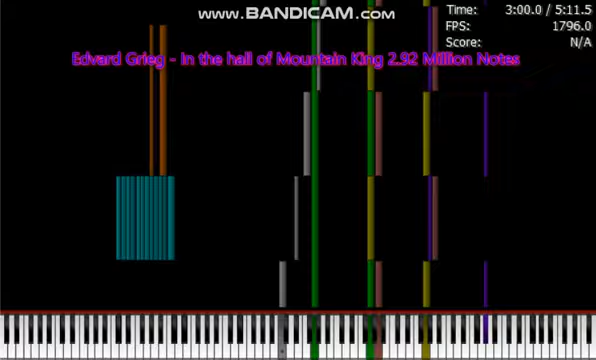 www.BANDICAM.com
Time: 3:00.0 / 5:11.5
FPS: 1796.0
Score: N/A
Edvard Grieg - In the hall of Mountain King 2.92 Million Notes